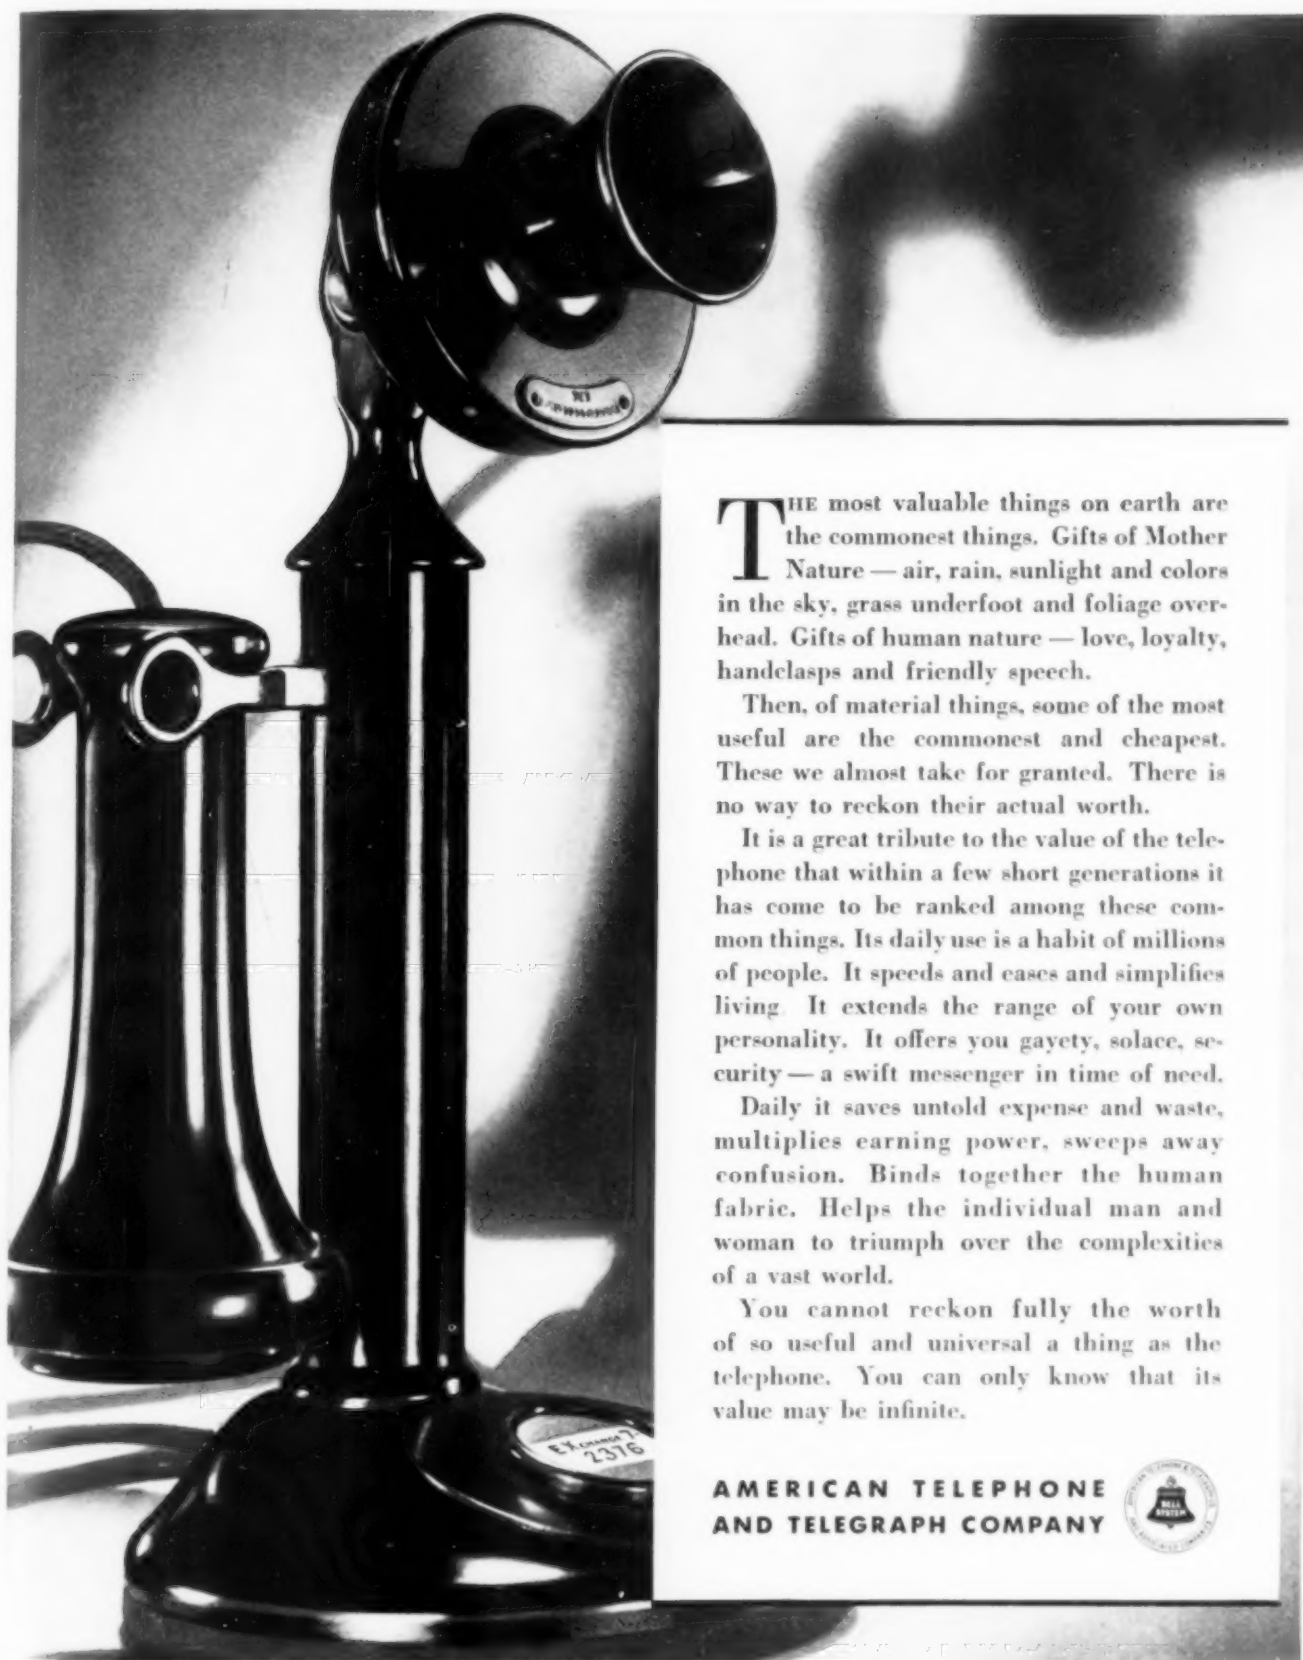 THE most valuable things on earth are
the commonest things. Gifts of Mother
Nature — air, rain, sunlight and colors
in the sky, grass underfoot and foliage over-
head. Gifts of human nature — love, loyalty,
handclasps and friendly speech.
Then, of material things, some of the most
useful are the commonest and cheapest.
These we almost take for granted. There is
no way to reckon their actual worth.
It is a great tribute to the value of the tele-
phone that within a few short generations it
has come to be ranked among these com-
mon things. Its daily use is a habit of millions
of people. It speeds and eases and simplifies
living. It extends the range of your own
personality. It offers you gayety, solace, se-
curity — a swift messenger in time of need.
Daily it saves untold expense and waste,
multiplies earning power, sweeps away
confusion. Binds together the human
fabric. Helps the individual man and
woman to triumph over the complexities
of a vast world.
You cannot reckon fully the worth
of so useful and universal a thing as the
telephone. You can only know that its
value may be infinite.
EXCHANGE 7-
2376
AMERICAN TELEPHONE
AND TELEGRAPH COMPANY
BELL
SYSTEM